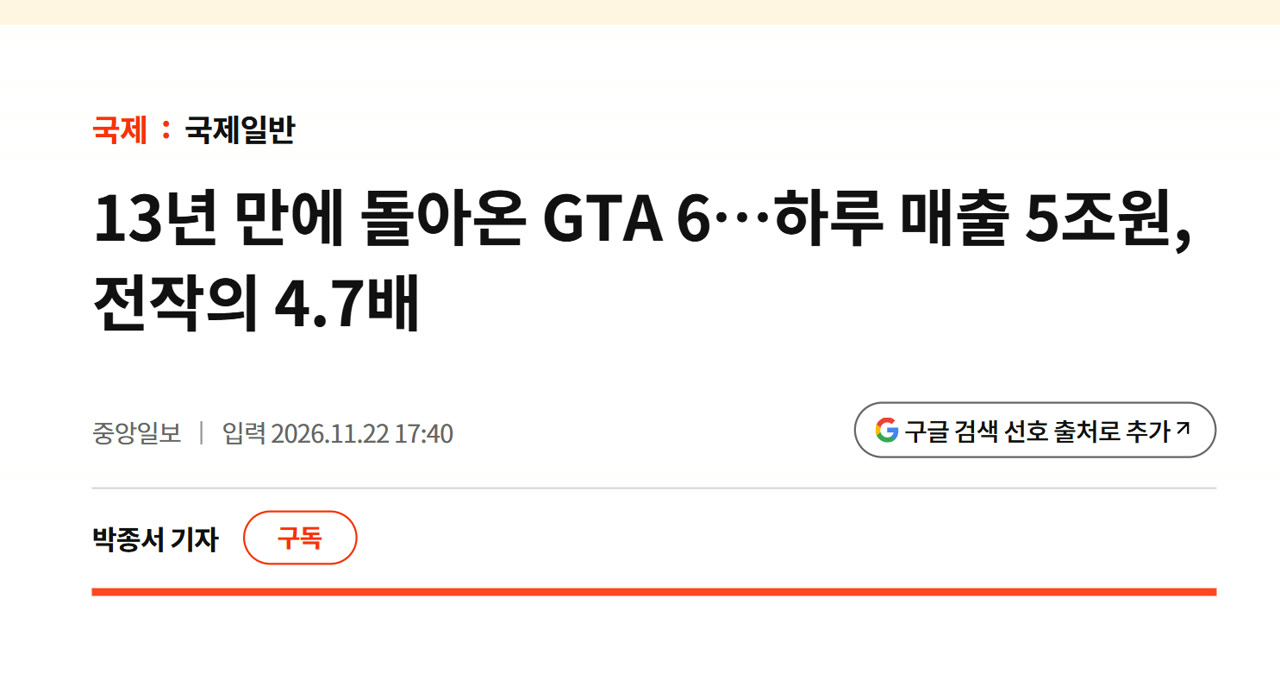 국제 : 국제일반
13년 만에 돌아온 GTA 6…하루 매출 5조원,
전작의 4.7배
중앙일보 | 입력 2026.11.22 17:40
G 구글 검색 선호 출처로 추가↗
박종서 기자
구독